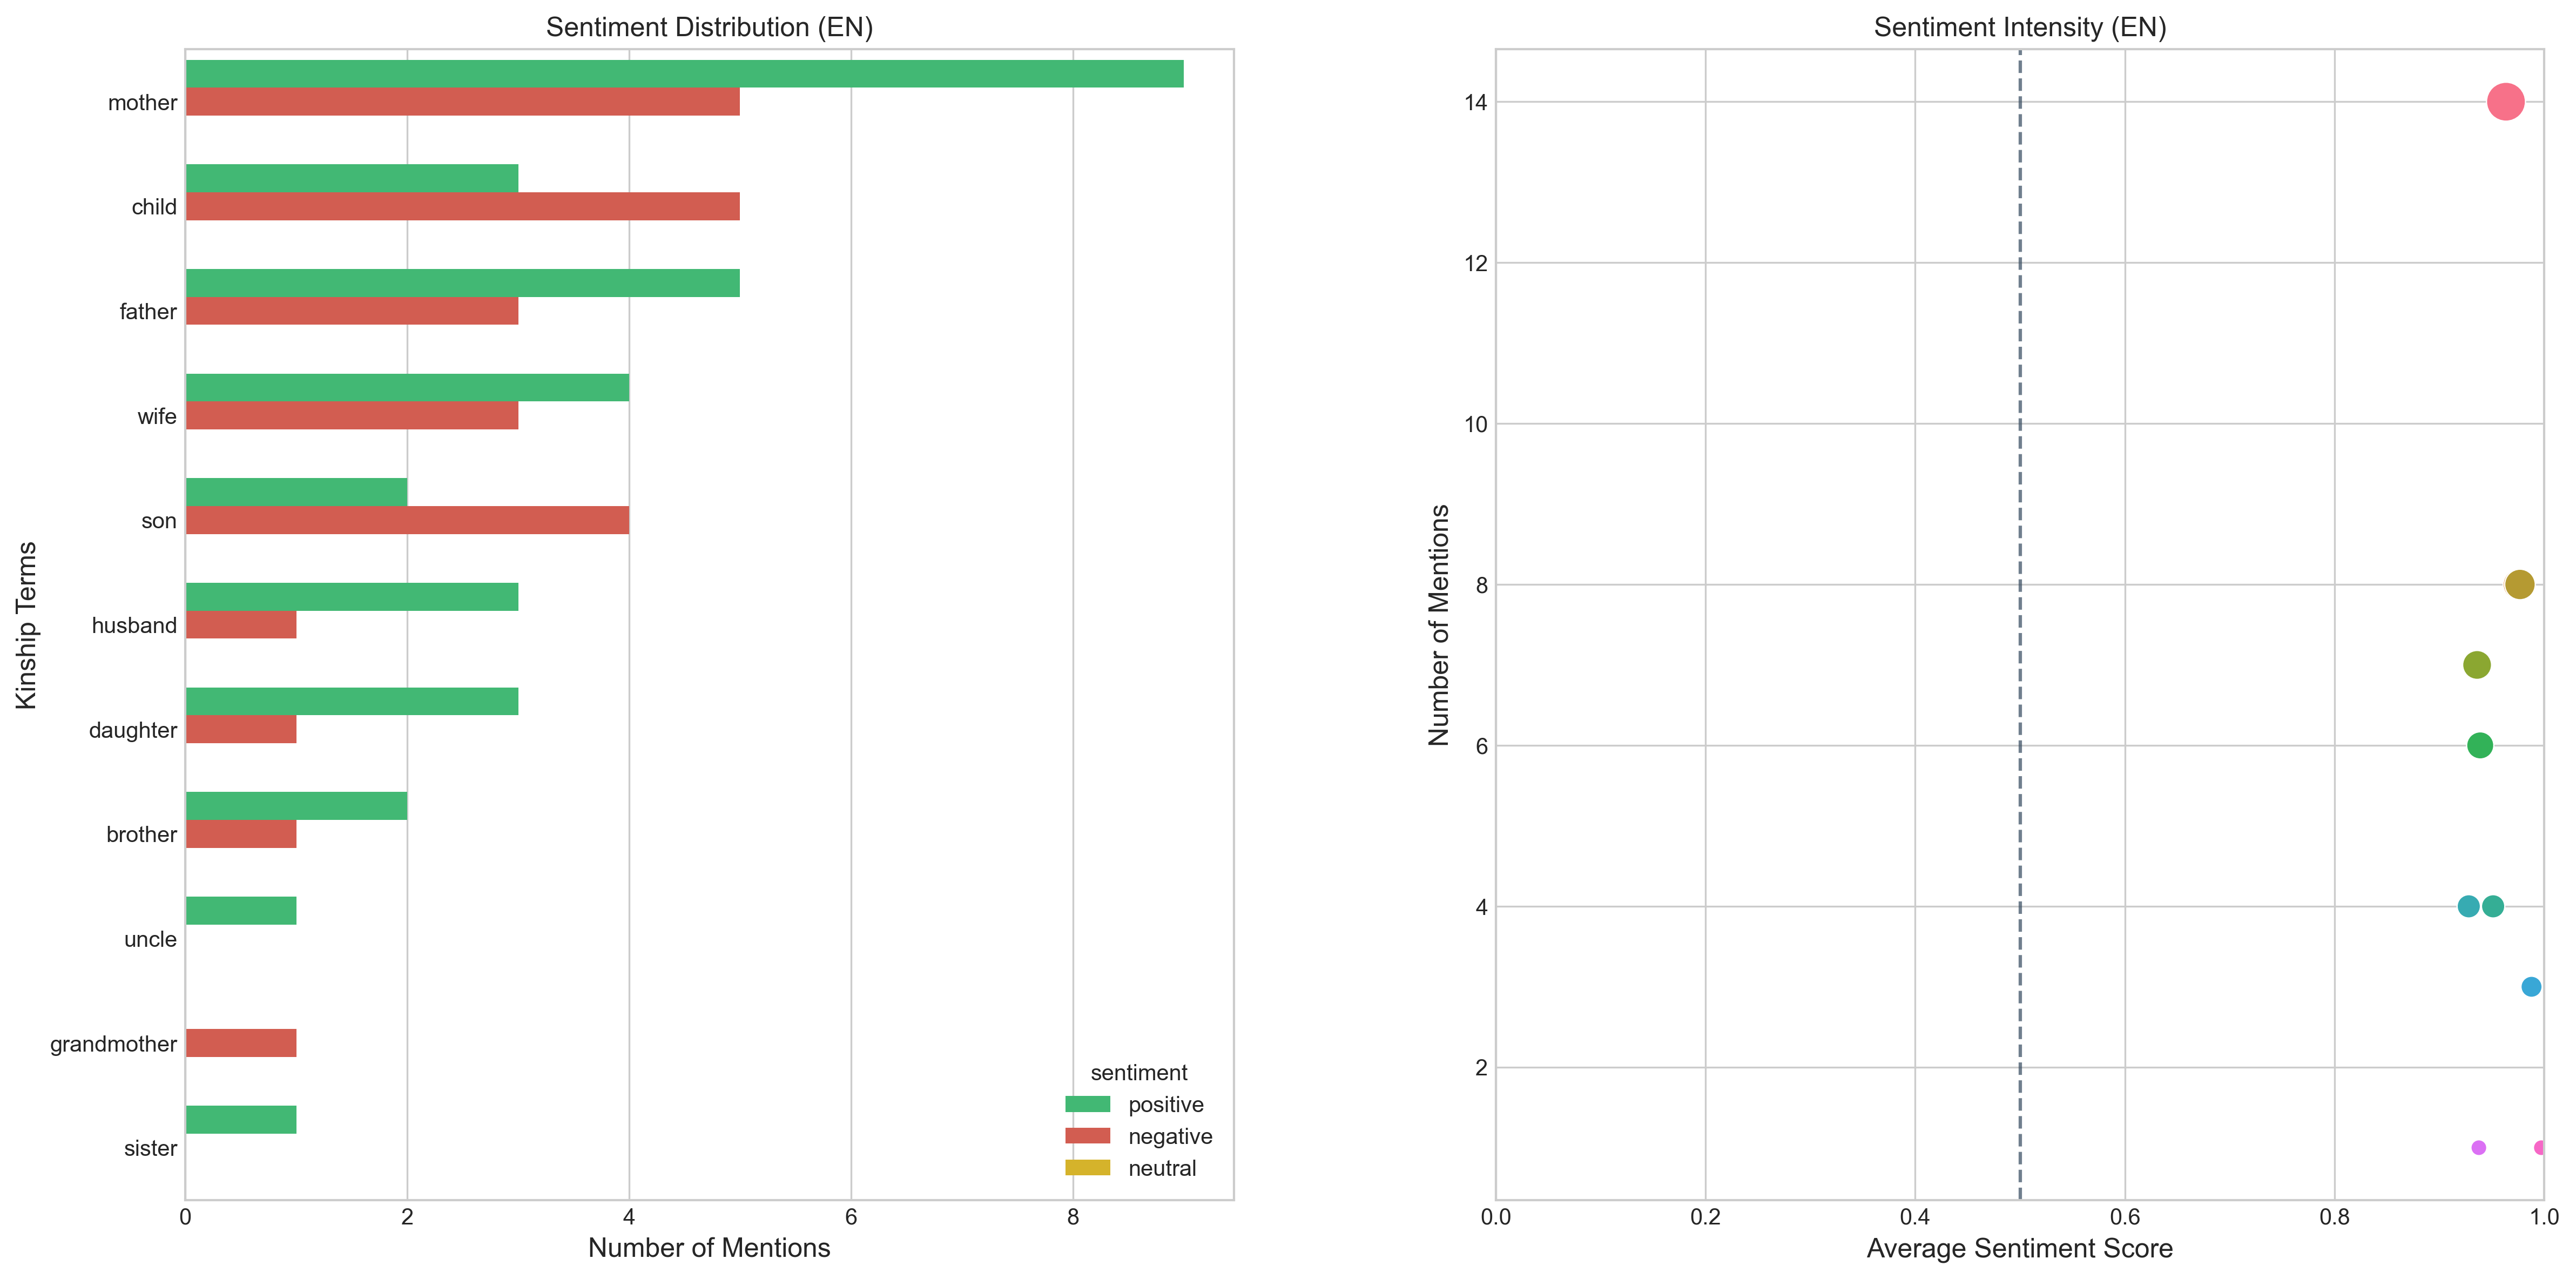 Sentiment Distribution (EN)
Kinship Terms
mother
child
father
wife
son
husband
daughter
brother
uncle
grandmother
sister
sentiment
positive
negative
neutral
0 2 4 6 8
Number of Mentions
Sentiment Intensity (EN)
Number of Mentions
14
12
10
8
6
4
2
0.0 0.2 0.4 0.6 0.8 1.0
Average Sentiment Score